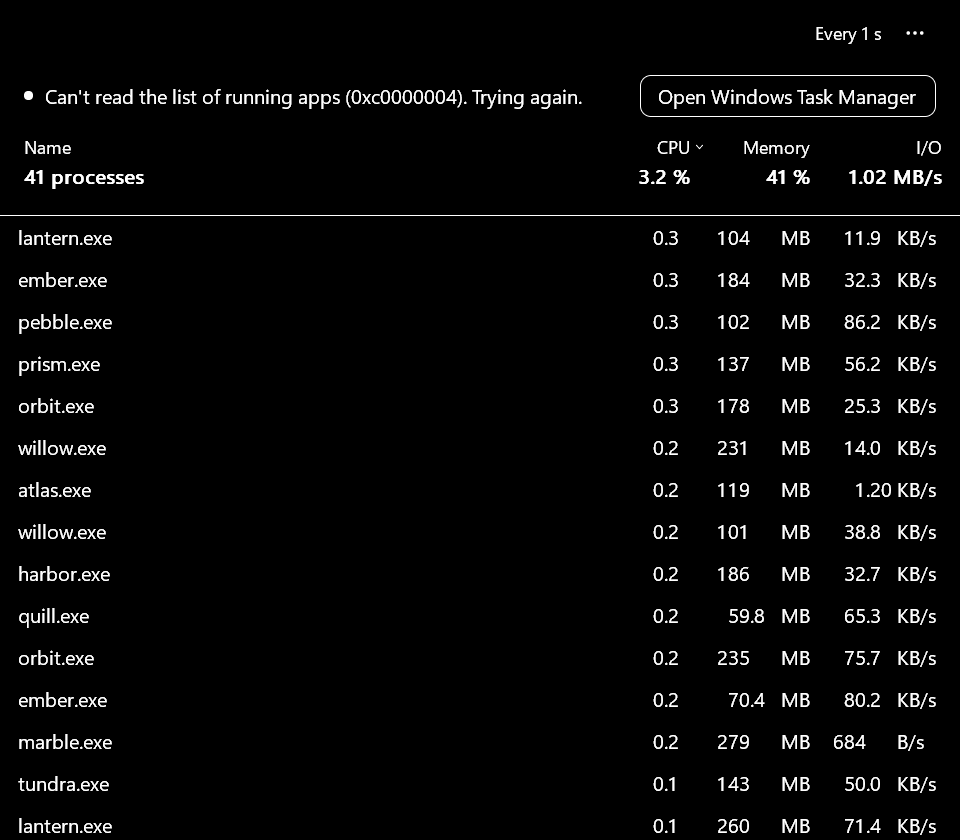 Every 1 s ···
Can't read the list of running apps (0xc0000004). Trying again. Open Windows Task Manager
Name CPU Memory I/O
41 processes 3.2 % 41 % 1.02 MB/s
lantern.exe 0.3 104 MB 11.9 KB/s
ember.exe 0.3 184 MB 32.3 KB/s
pebble.exe 0.3 102 MB 86.2 KB/s
prism.exe 0.3 137 MB 56.2 KB/s
orbit.exe 0.3 178 MB 25.3 KB/s
willow.exe 0.2 231 MB 14.0 KB/s
atlas.exe 0.2 119 MB 1.20 KB/s
willow.exe 0.2 101 MB 38.8 KB/s
harbor.exe 0.2 186 MB 32.7 KB/s
quill.exe 0.2 59.8 MB 65.3 KB/s
orbit.exe 0.2 235 MB 75.7 KB/s
ember.exe 0.2 70.4 MB 80.2 KB/s
marble.exe 0.2 279 MB 684 B/s
tundra.exe 0.1 143 MB 50.0 KB/s
lantern.exe 0.1 260 MB 71.4 KB/s